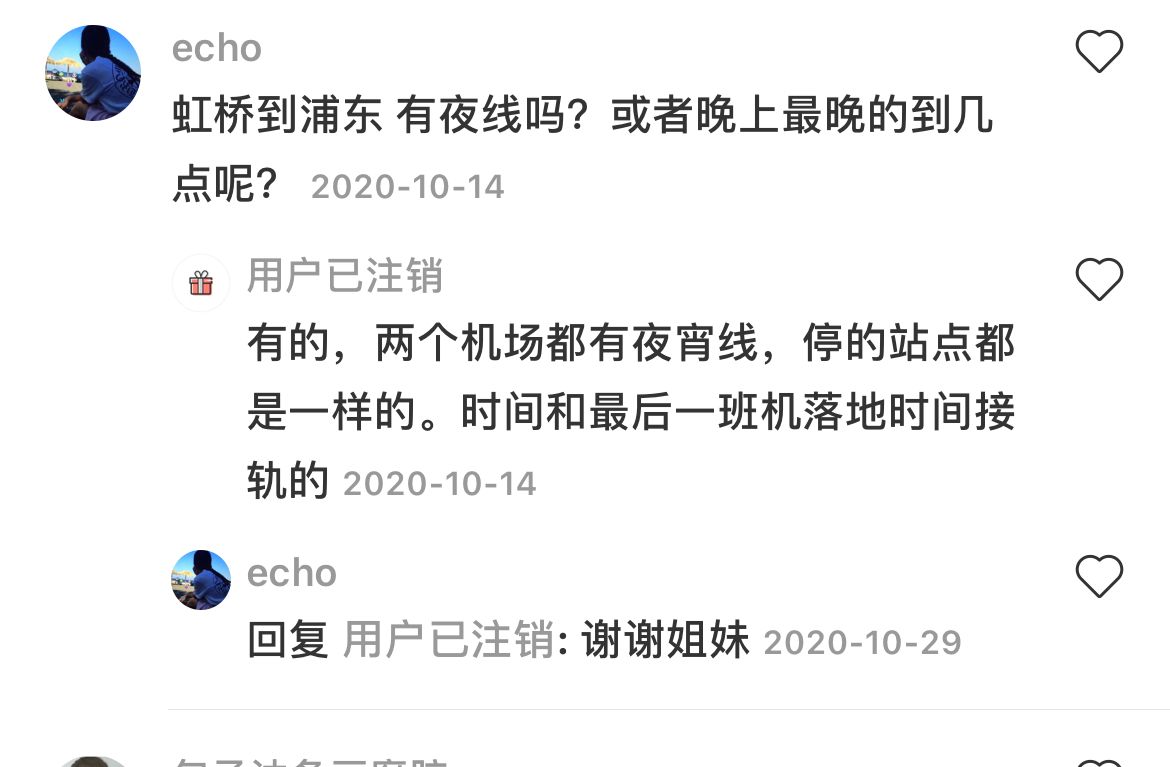 echo
虹桥到浦东 有夜线吗？或者晚上最晚的到几
点呢？ 2020-10-14
用户已注销
有的，两个机场都有夜宵线，停的站点都
是一样的。时间和最后一班机落地时间接
轨的 2020-10-14
echo
回复 用户已注销: 谢谢姐妹 2020-10-29